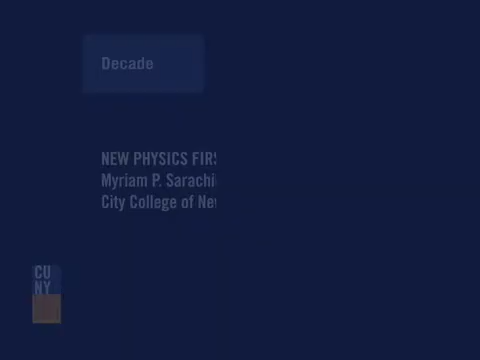 Decade
NEW PHYSICS FIRS
Myriam P. Sarachi
City College of Ne
CU
NY